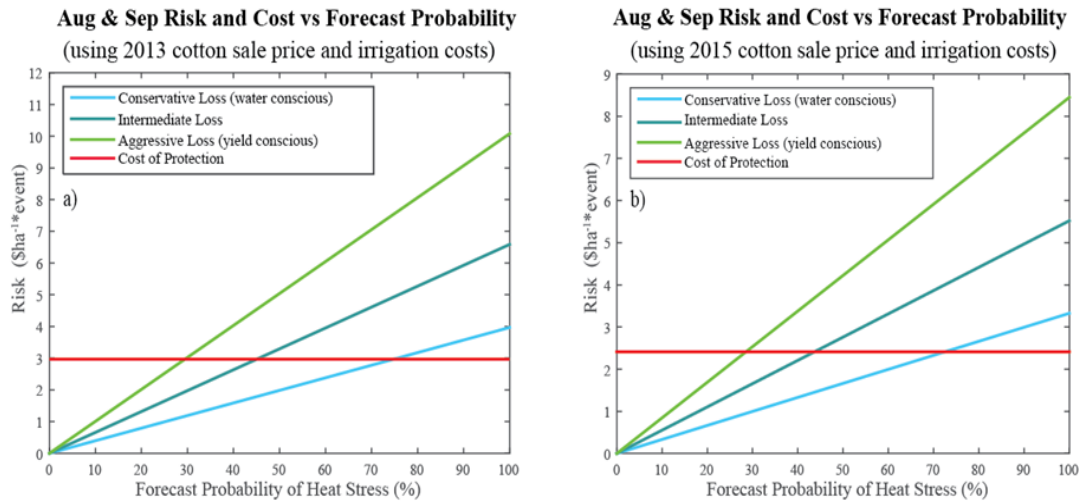 Aug & Sep Risk and Cost vs Forecast Probability
(using 2013 cotton sale price and irrigation costs)
12
11
10
9
8
7
6
5
4
3
2
1
0
Risk ($ha⁻¹*event)
Conservative Loss (water conscious)
Intermediate Loss
Aggressive Loss (yield conscious)
Cost of Protection
a)
0 10 20 30 40 50 60 70 80 90 100
Forecast Probability of Heat Stress (%)
Aug & Sep Risk and Cost vs Forecast Probability
(using 2015 cotton sale price and irrigation costs)
9
8
7
6
5
4
3
2
1
0
Risk ($ha⁻¹*event)
Conservative Loss (water conscious)
Intermediate Loss
Aggressive Loss (yield conscious)
Cost of Protection
b)
0 10 20 30 40 50 60 70 80 90 100
Forecast Probability of Heat Stress (%)